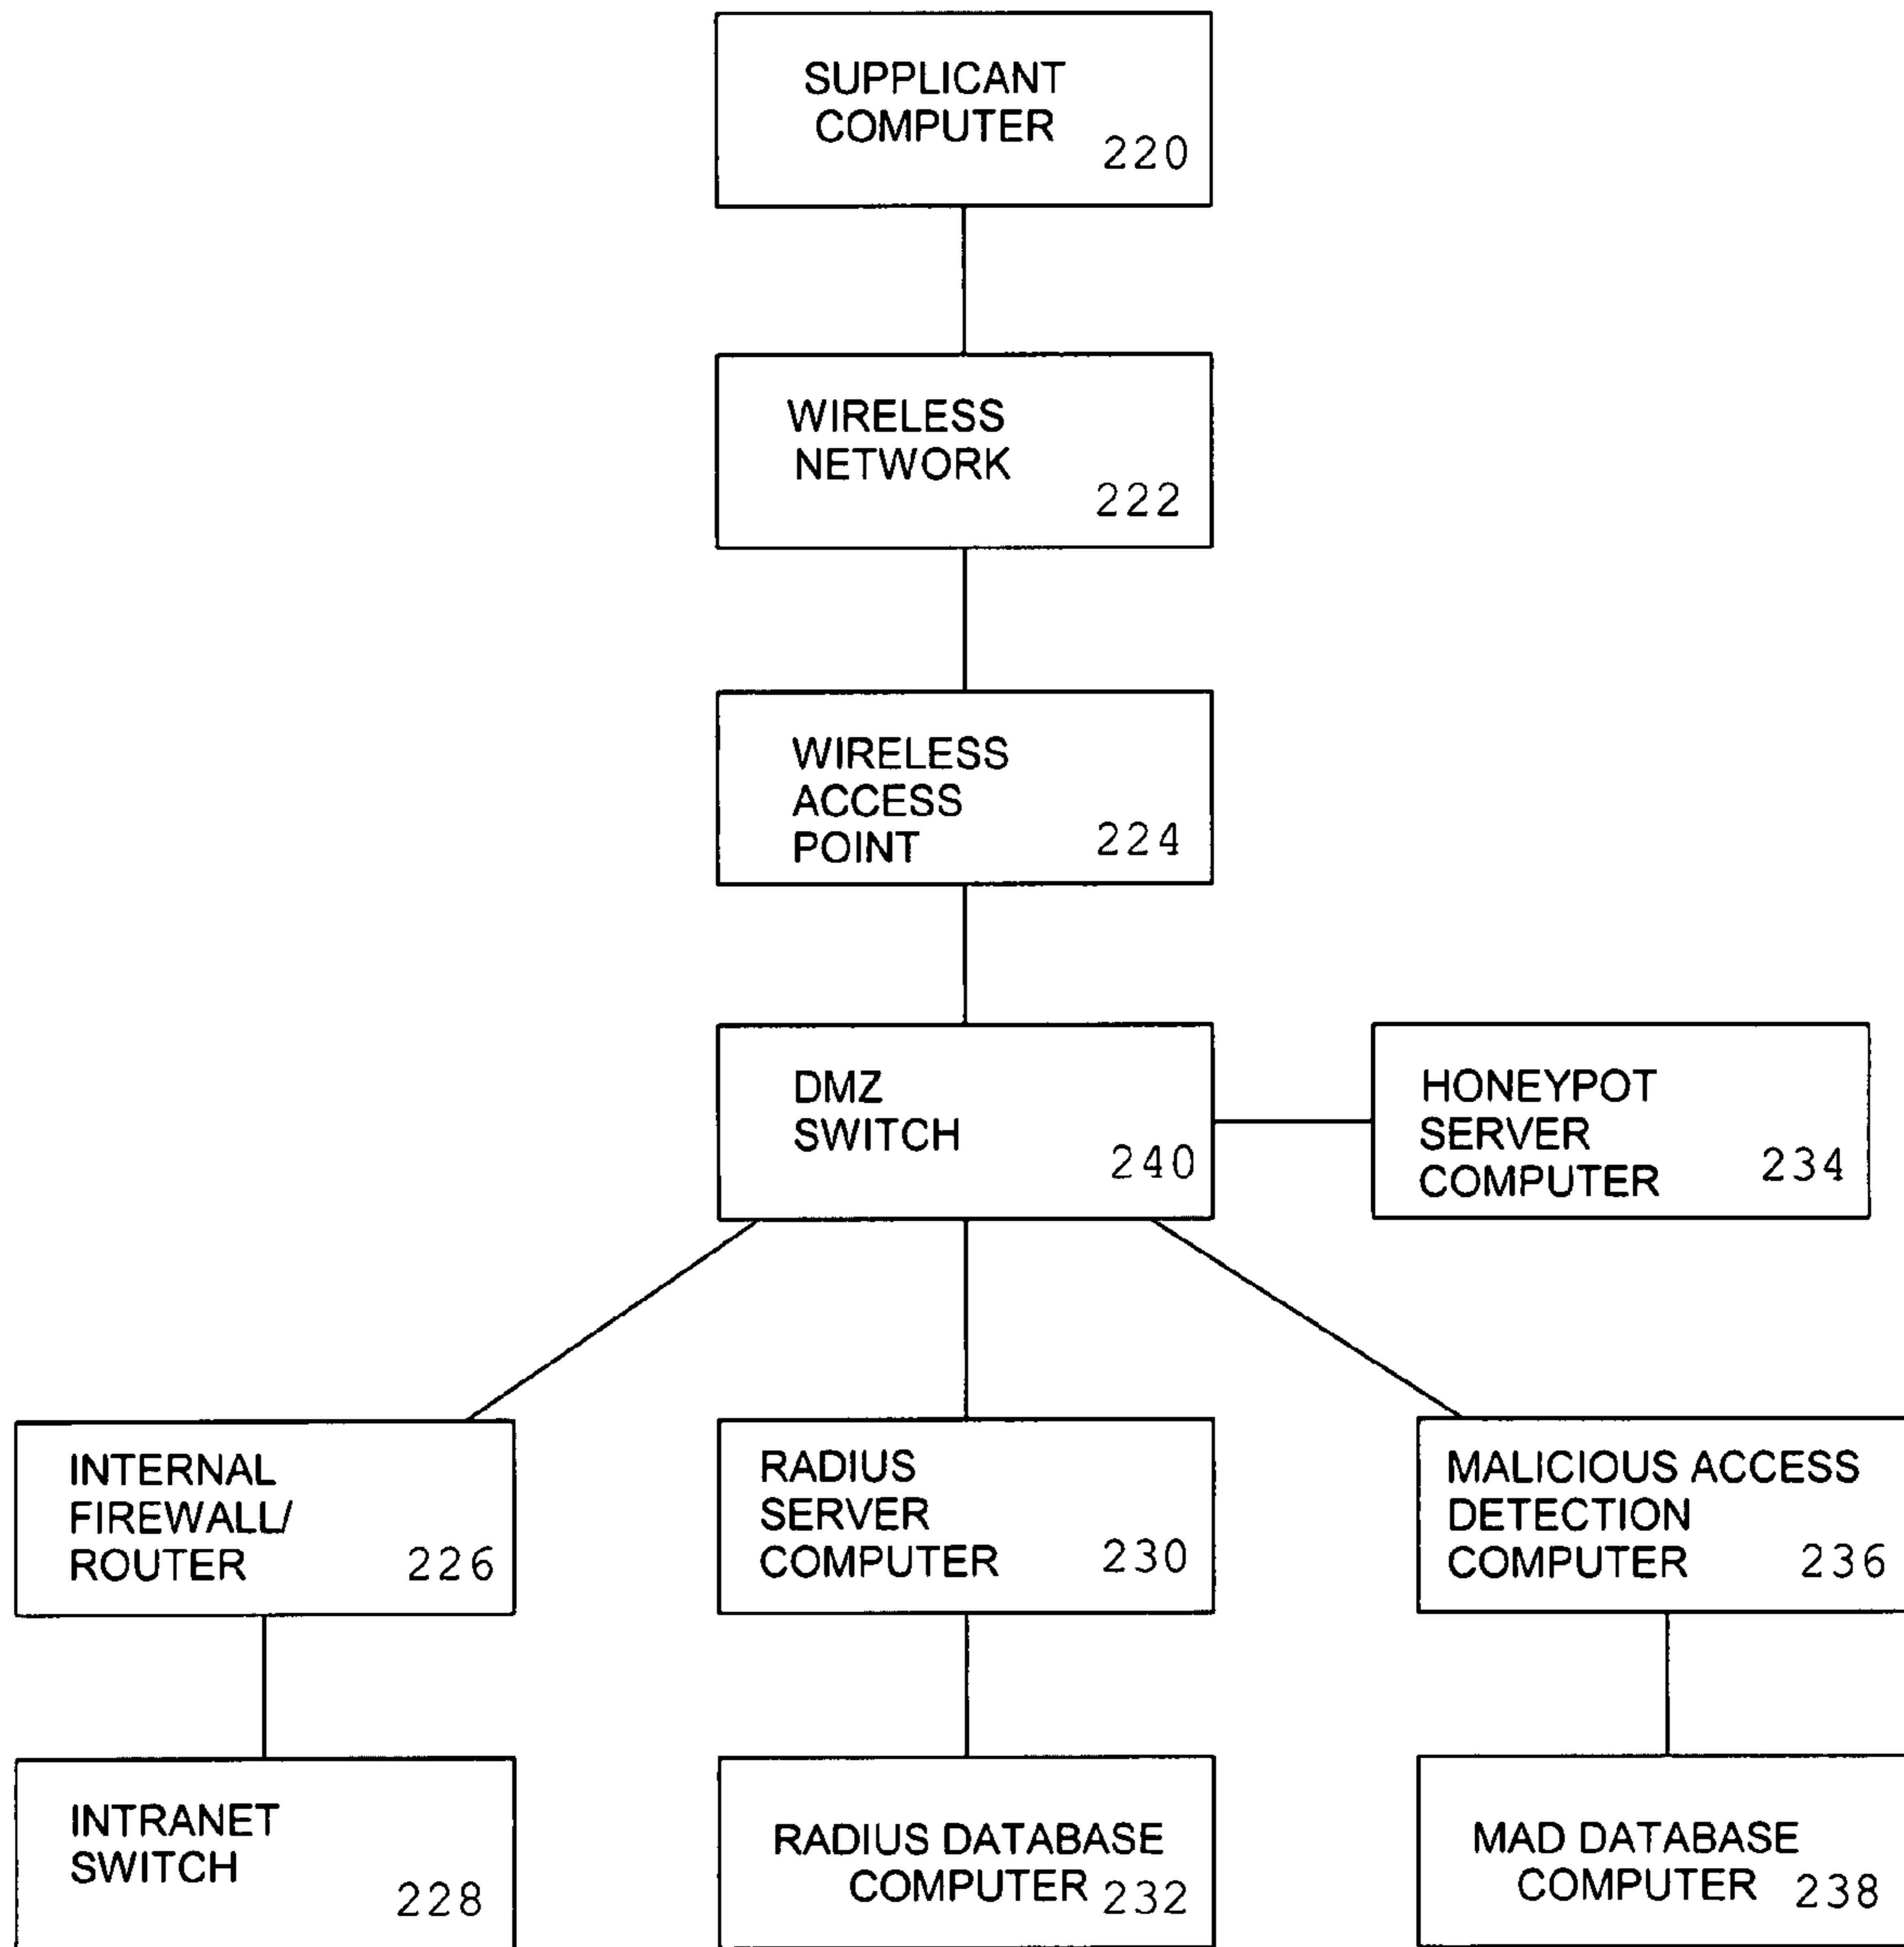 SUPPLICANT
COMPUTER
220
WIRELESS
NETWORK
222
WIRELESS
ACCESS
POINT
224
DMZ
SWITCH
240
HONEYPOT
SERVER
COMPUTER
234
INTERNAL
FIREWALL/
ROUTER
226
RADIUS
SERVER
COMPUTER
230
MALICIOUS ACCESS
DETECTION
COMPUTER
236
INTRANET
SWITCH
228
RADIUS DATABASE
COMPUTER 232
MAD DATABASE
COMPUTER 238